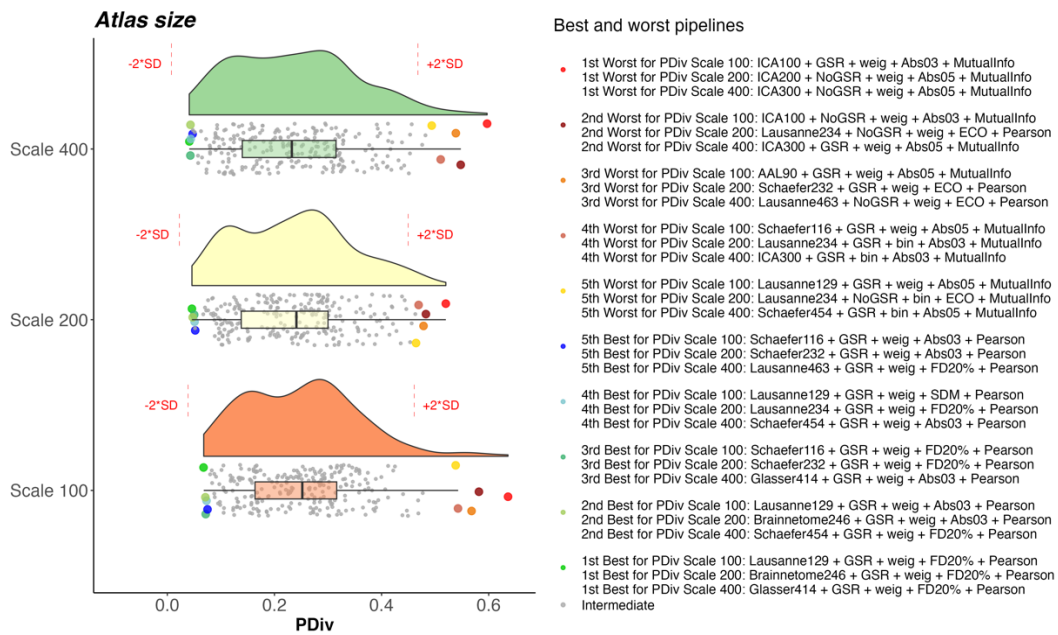 Atlas size
-2*SD
+2*SD
Scale 400
-2*SD
+2*SD
Scale 200
-2*SD
+2*SD
Scale 100
0.0
0.2
0.4
0.6
PDiv
Best and worst pipelines
1st Worst for PDiv Scale 100: ICA100 + GSR + weig + Abs03 + MutualInfo
1st Worst for PDiv Scale 200: ICA200 + NoGSR + weig + Abs05 + MutualInfo
1st Worst for PDiv Scale 400: ICA300 + NoGSR + weig + Abs05 + MutualInfo
2nd Worst for PDiv Scale 100: ICA100 + NoGSR + weig + Abs03 + MutualInfo
2nd Worst for PDiv Scale 200: Lausanne234 + NoGSR + weig + ECO + Pearson
2nd Worst for PDiv Scale 400: ICA300 + GSR + weig + Abs05 + MutualInfo
3rd Worst for PDiv Scale 100: AAL90 + GSR + weig + Abs05 + MutualInfo
3rd Worst for PDiv Scale 200: Schaefer232 + GSR + weig + ECO + Pearson
3rd Worst for PDiv Scale 400: Lausanne463 + NoGSR + weig + ECO + Pearson
4th Worst for PDiv Scale 100: Schaefer116 + GSR + weig + Abs05 + MutualInfo
4th Worst for PDiv Scale 200: Lausanne234 + GSR + bin + Abs03 + MutualInfo
4th Worst for PDiv Scale 400: ICA300 + GSR + bin + Abs03 + MutualInfo
5th Worst for PDiv Scale 100: Lausanne129 + GSR + weig + Abs05 + MutualInfo
5th Worst for PDiv Scale 200: Lausanne234 + NoGSR + bin + ECO + MutualInfo
5th Worst for PDiv Scale 400: Schaefer454 + GSR + bin + Abs05 + MutualInfo
5th Best for PDiv Scale 100: Schaefer116 + GSR + weig + Abs03 + Pearson
5th Best for PDiv Scale 200: Schaefer232 + GSR + weig + Abs03 + Pearson
5th Best for PDiv Scale 400: Lausanne463 + GSR + weig + FD20% + Pearson
4th Best for PDiv Scale 100: Lausanne129 + GSR + weig + SDM + Pearson
4th Best for PDiv Scale 200: Lausanne234 + GSR + weig + FD20% + Pearson
4th Best for PDiv Scale 400: Schaefer454 + GSR + weig + Abs03 + Pearson
3rd Best for PDiv Scale 100: Schaefer116 + GSR + weig + FD20% + Pearson
3rd Best for PDiv Scale 200: Schaefer232 + GSR + weig + FD20% + Pearson
3rd Best for PDiv Scale 400: Glasser414 + GSR + weig + Abs03 + Pearson
2nd Best for PDiv Scale 100: Lausanne129 + GSR + weig + Abs03 + Pearson
2nd Best for PDiv Scale 200: Brainnetome246 + GSR + weig + Abs03 + Pearson
2nd Best for PDiv Scale 400: Schaefer454 + GSR + weig + FD20% + Pearson
1st Best for PDiv Scale 100: Lausanne129 + GSR + weig + FD20% + Pearson
1st Best for PDiv Scale 200: Brainnetome246 + GSR + weig + FD20% + Pearson
1st Best for PDiv Scale 400: Glasser414 + GSR + weig + FD20% + Pearson
Intermediate